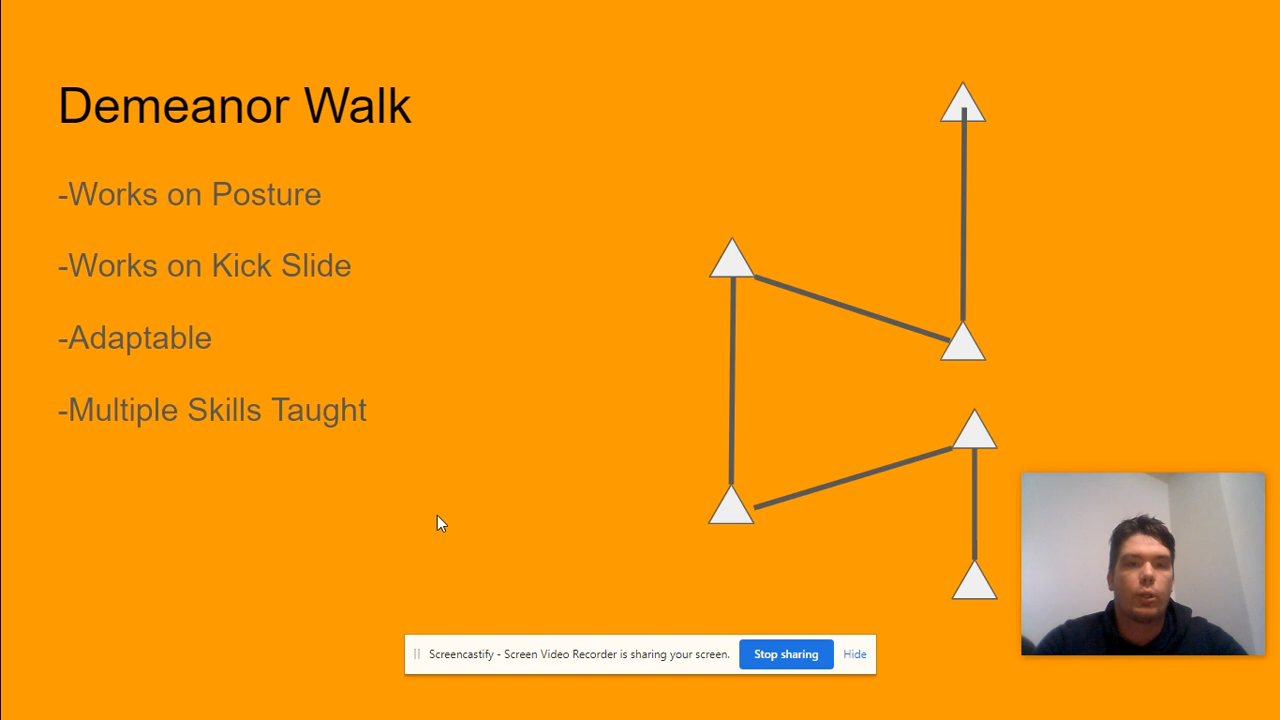 Demeanor Walk
-Works on Posture
-Works on Kick Slide
-Adaptable
-Multiple Skills Taught
Screencastify - Screen Video Recorder is sharing your screen. Stop sharing Hide